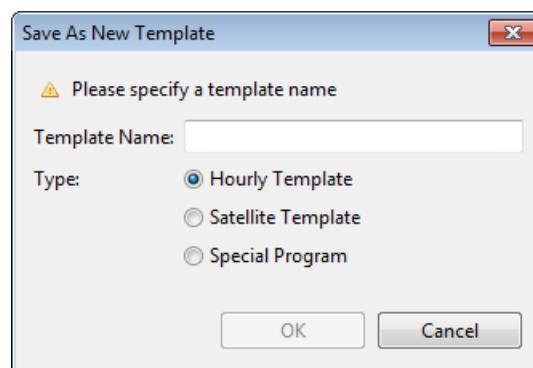 Save As New Template
Please specify a template name
Template Name:
Type:
Hourly Template
Satellite Template
Special Program
OK
Cancel